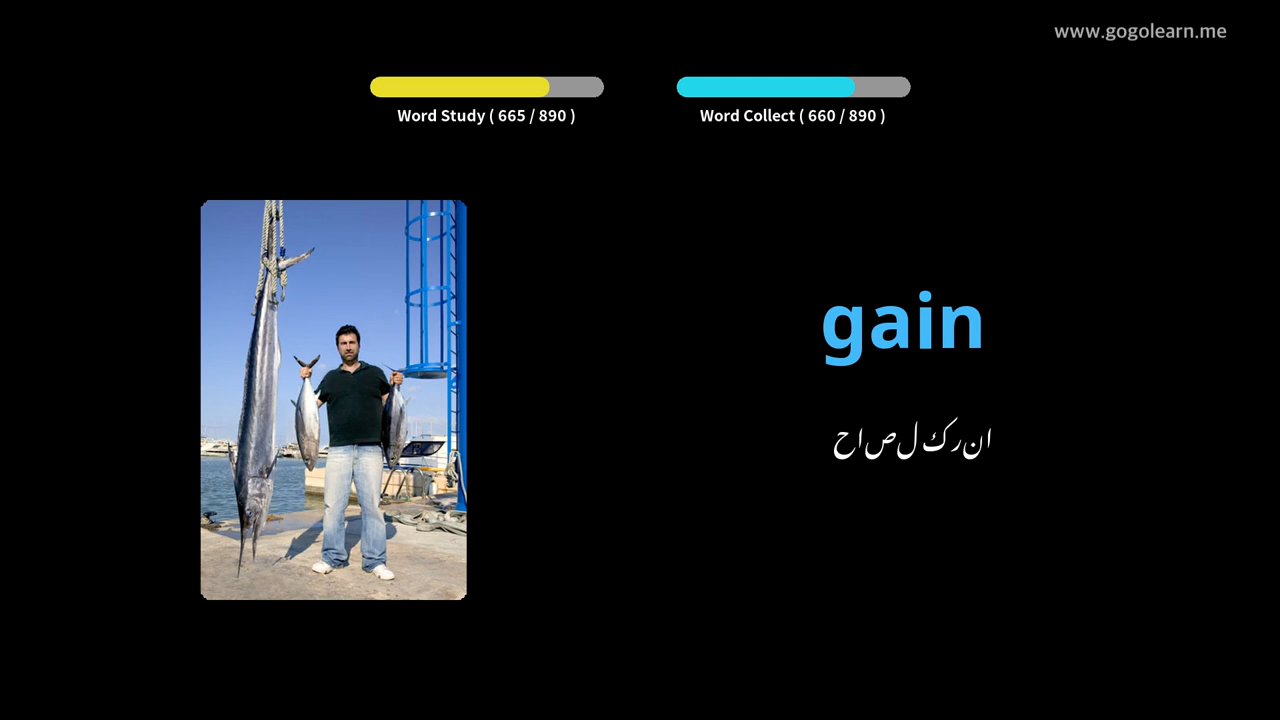 www.gogolearn.me
Word Study ( 665 / 890 )
Word Collect ( 660 / 890 )
gain
حاصل کرنا